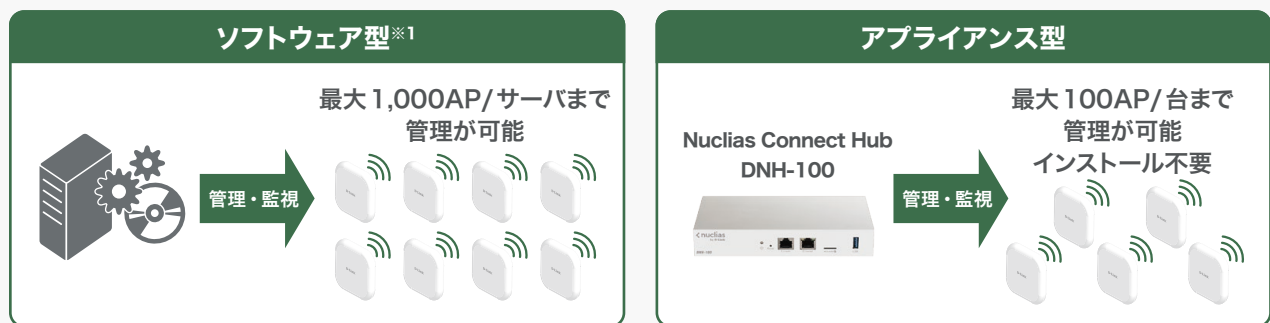 ソフトウェア型※1
最大1,000AP/サーバまで
管理が可能
管理・監視
アプライアンス型
Nuclias Connect Hub
DNH-100
nuclias
DNH-100
管理・監視
最大100AP/台まで
管理が可能
インストール不要